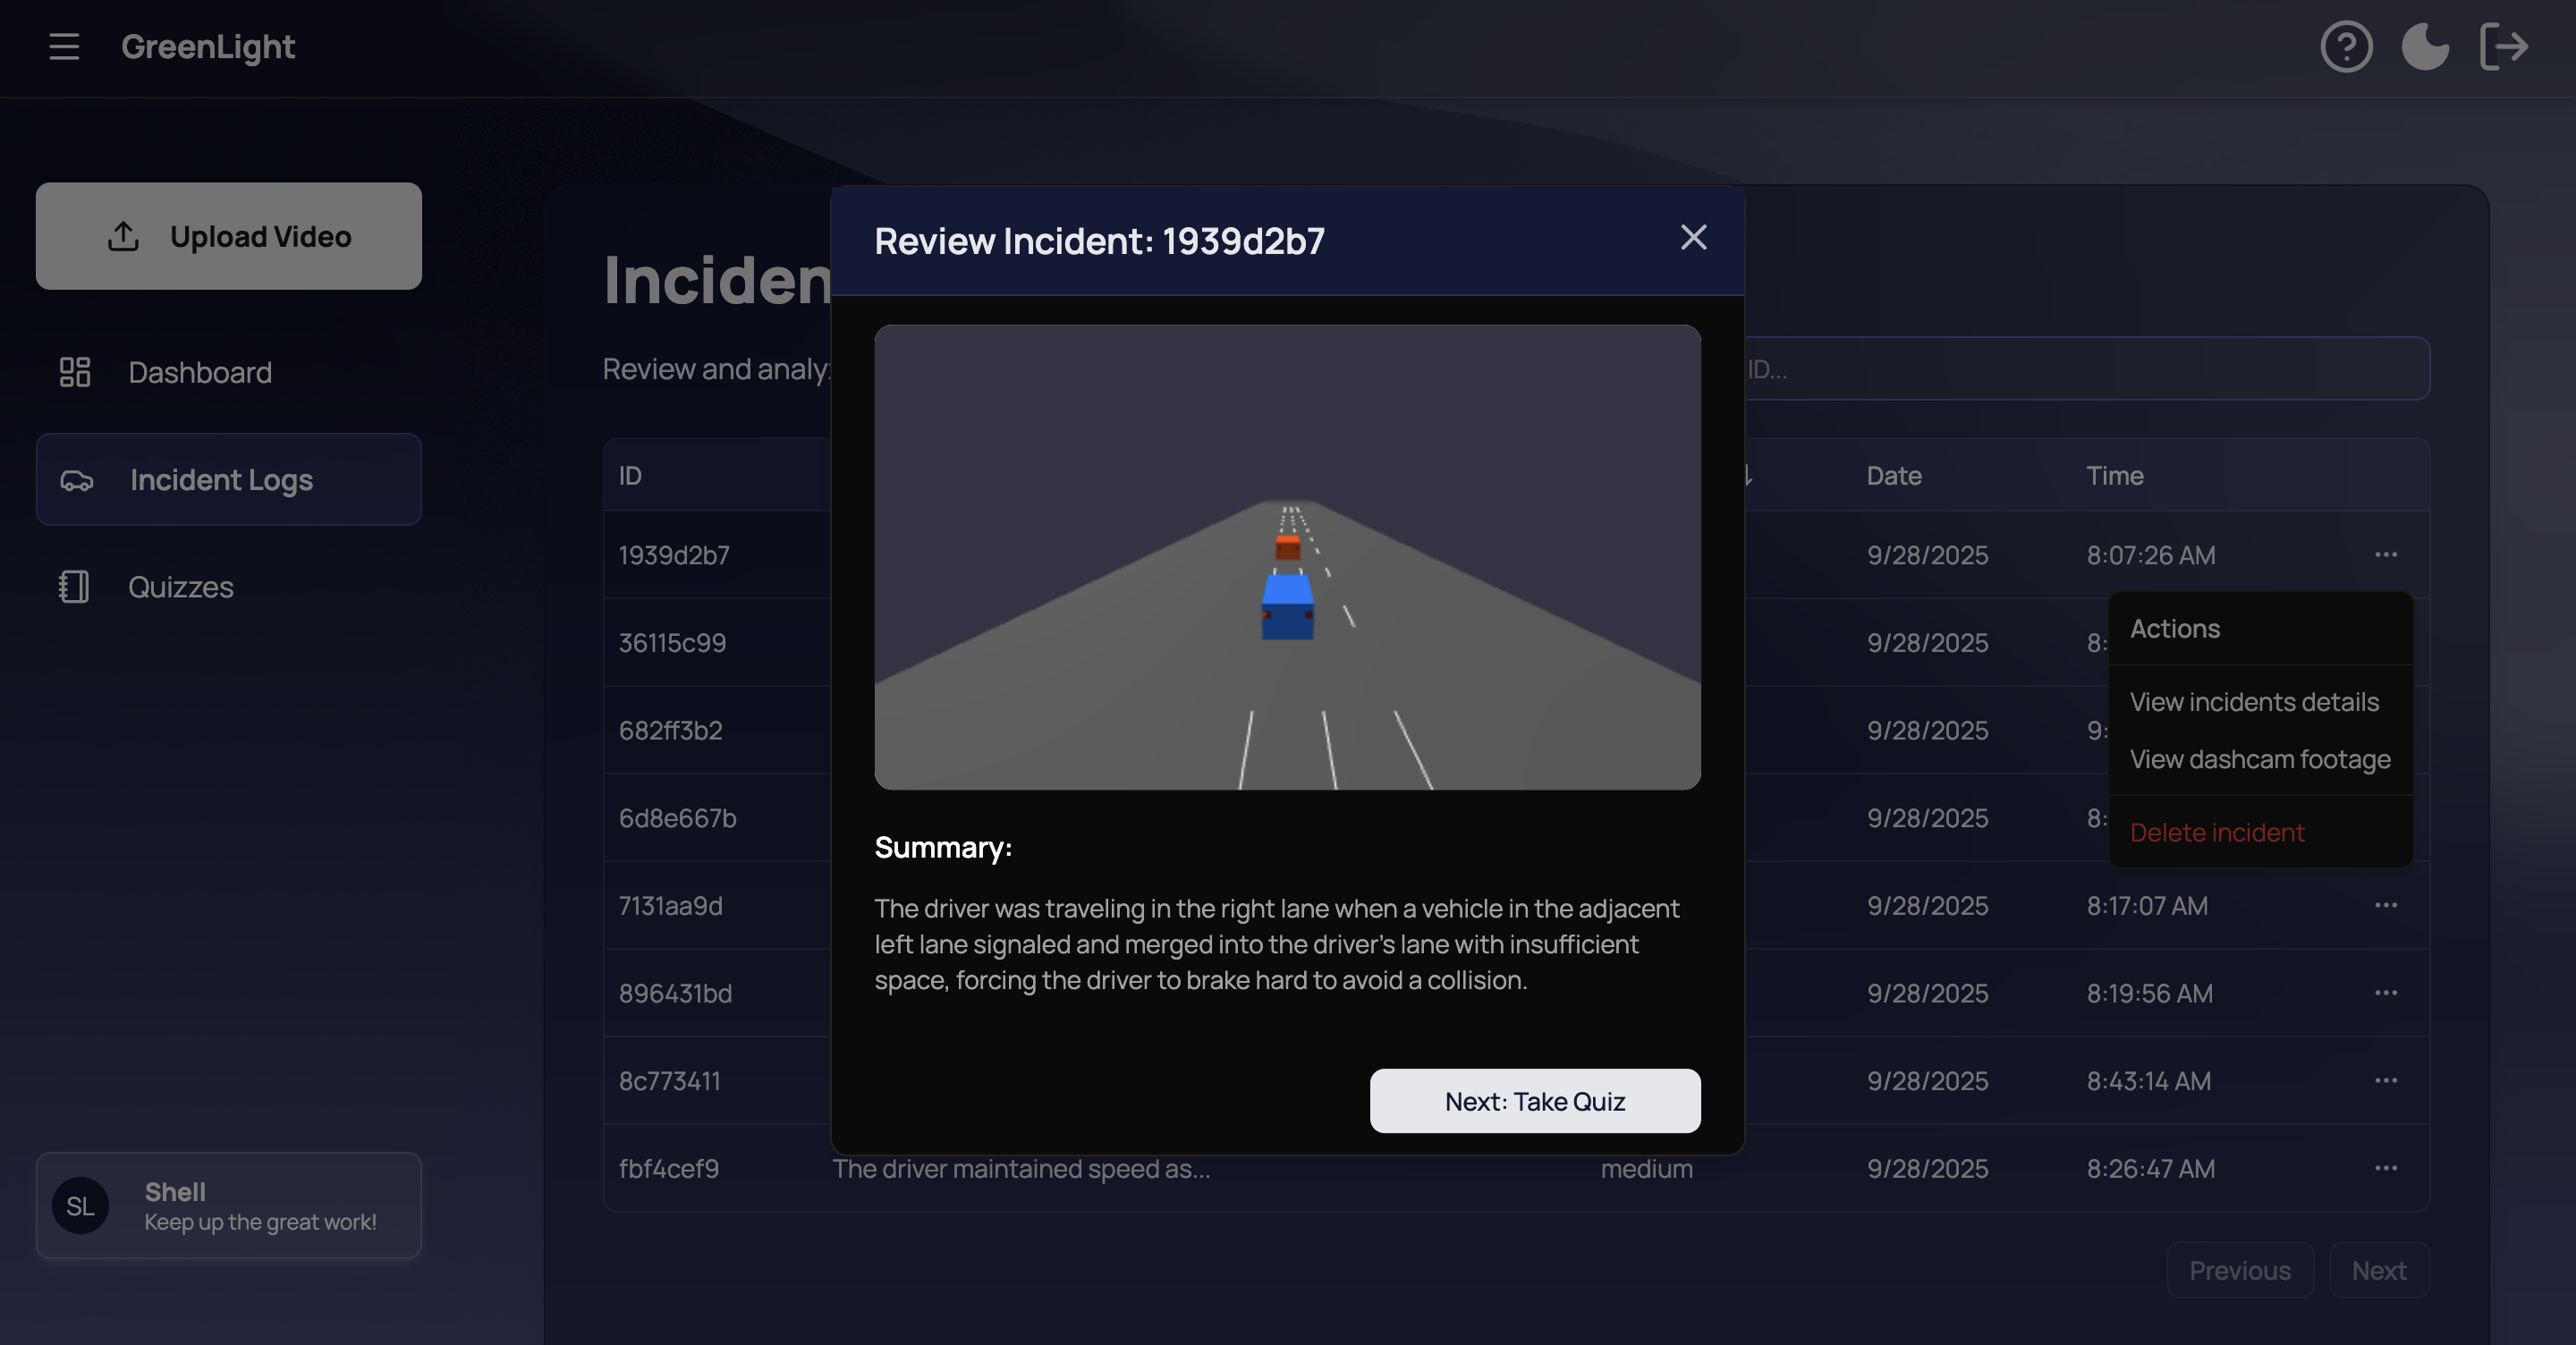 GreenLight
Upload Video
Dashboard
Incident Logs
Quizzes
SL
Shell
Keep up the great work!
Review and
ID...
ID
Date
Time
1939d2b7
9/28/2025
8:07:26 AM
36115c99
9/28/2025
682ff3b2
9/28/2025
6d8e667b
9/28/2025
7131aa9d
9/28/2025
8:17:07 AM
896431bd
9/28/2025
8:19:56 AM
8c773411
9/28/2025
8:43:14 AM
fbf4cef9
The driver maintained speed as...
medium
9/28/2025
8:26:47 AM
Previous
Next
Actions
View incidents details
View dashcam footage
Delete incident
Review Incident: 1939d2b7
Summary:
The driver was traveling in the right lane when a vehicle in the adjacent
left lane signaled and merged into the driver's lane with insufficient
space, forcing the driver to brake hard to avoid a collision.
Next: Take Quiz